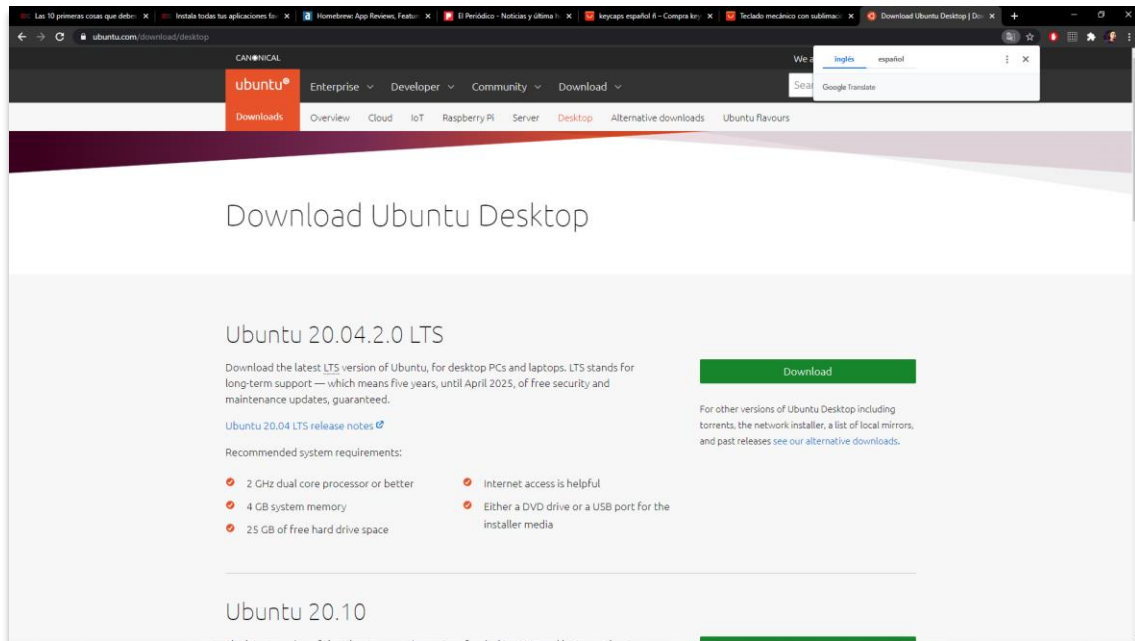 Las 10 primeras cosas que deber
Instala todas tus aplicaciones fav
Homebrew: App Reviews, Featur
El Periódico - Noticias y última h
keycaps español ñ – Compra key
Teclado mecánico con sublimaci
Download Ubuntu Desktop | Do
ubuntu.com/download/desktop
CANONICAL
We a
inglés español
Google Translate
ubuntu®
Enterprise Developer Community Download
Sear
Downloads Overview Cloud IoT Raspberry Pi Server Desktop Alternative downloads Ubuntu flavours
Download Ubuntu Desktop
Ubuntu 20.04.2.0 LTS
Download the latest LTS version of Ubuntu, for desktop PCs and laptops. LTS stands for
long-term support — which means five years, until April 2025, of free security and
maintenance updates, guaranteed.
Ubuntu 20.04 LTS release notes
Recommended system requirements:
2 GHz dual core processor or better
4 GB system memory
25 GB of free hard drive space
Internet access is helpful
Either a DVD drive or a USB port for the
installer media
Download
For other versions of Ubuntu Desktop including
torrents, the network installer, a list of local mirrors,
and past releases see our alternative downloads.
Ubuntu 20.10